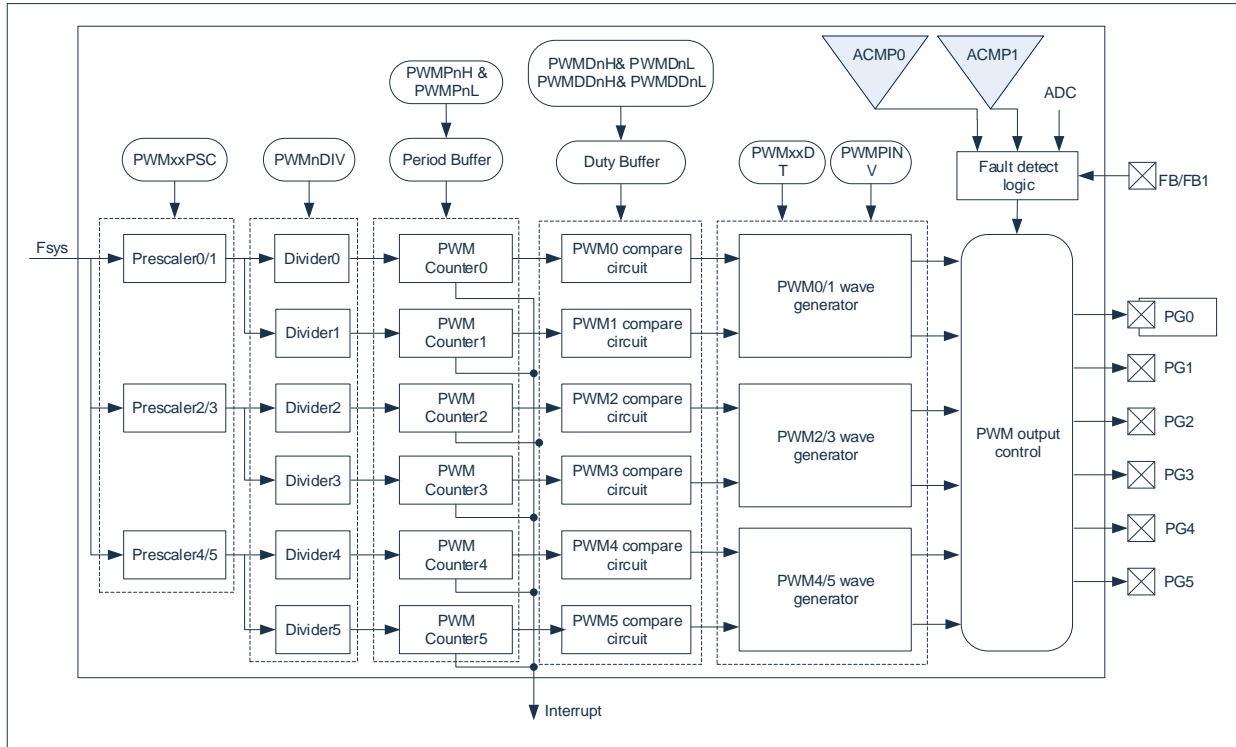 ACMP0
ACMP1
PWMPnH &
PWMPnL
PWMDnH& PWMDnL
PWMDDnH& PWMDDnL
ADC
PWMxxPSC
PWMnDIV
Period Buffer
Duty Buffer
PWMxxD
T
PWMPIN
V
Fault detect
logic
FB/FB1
Fsys
Prescaler0/1
Divider0
PWM
Counter0
PWM0 compare
circuit
PWM0/1 wave
generator
Divider1
PWM
Counter1
PWM1 compare
circuit
PG0
PG1
Prescaler2/3
Divider2
PWM
Counter2
PWM2 compare
circuit
PWM2/3 wave
generator
PWM output
control
PG2
Divider3
PWM
Counter3
PWM3 compare
circuit
PG3
Prescaler4/5
Divider4
PWM
Counter4
PWM4 compare
circuit
PWM4/5 wave
generator
PG4
PG5
Divider5
PWM
Counter5
PWM5 compare
circuit
Interrupt